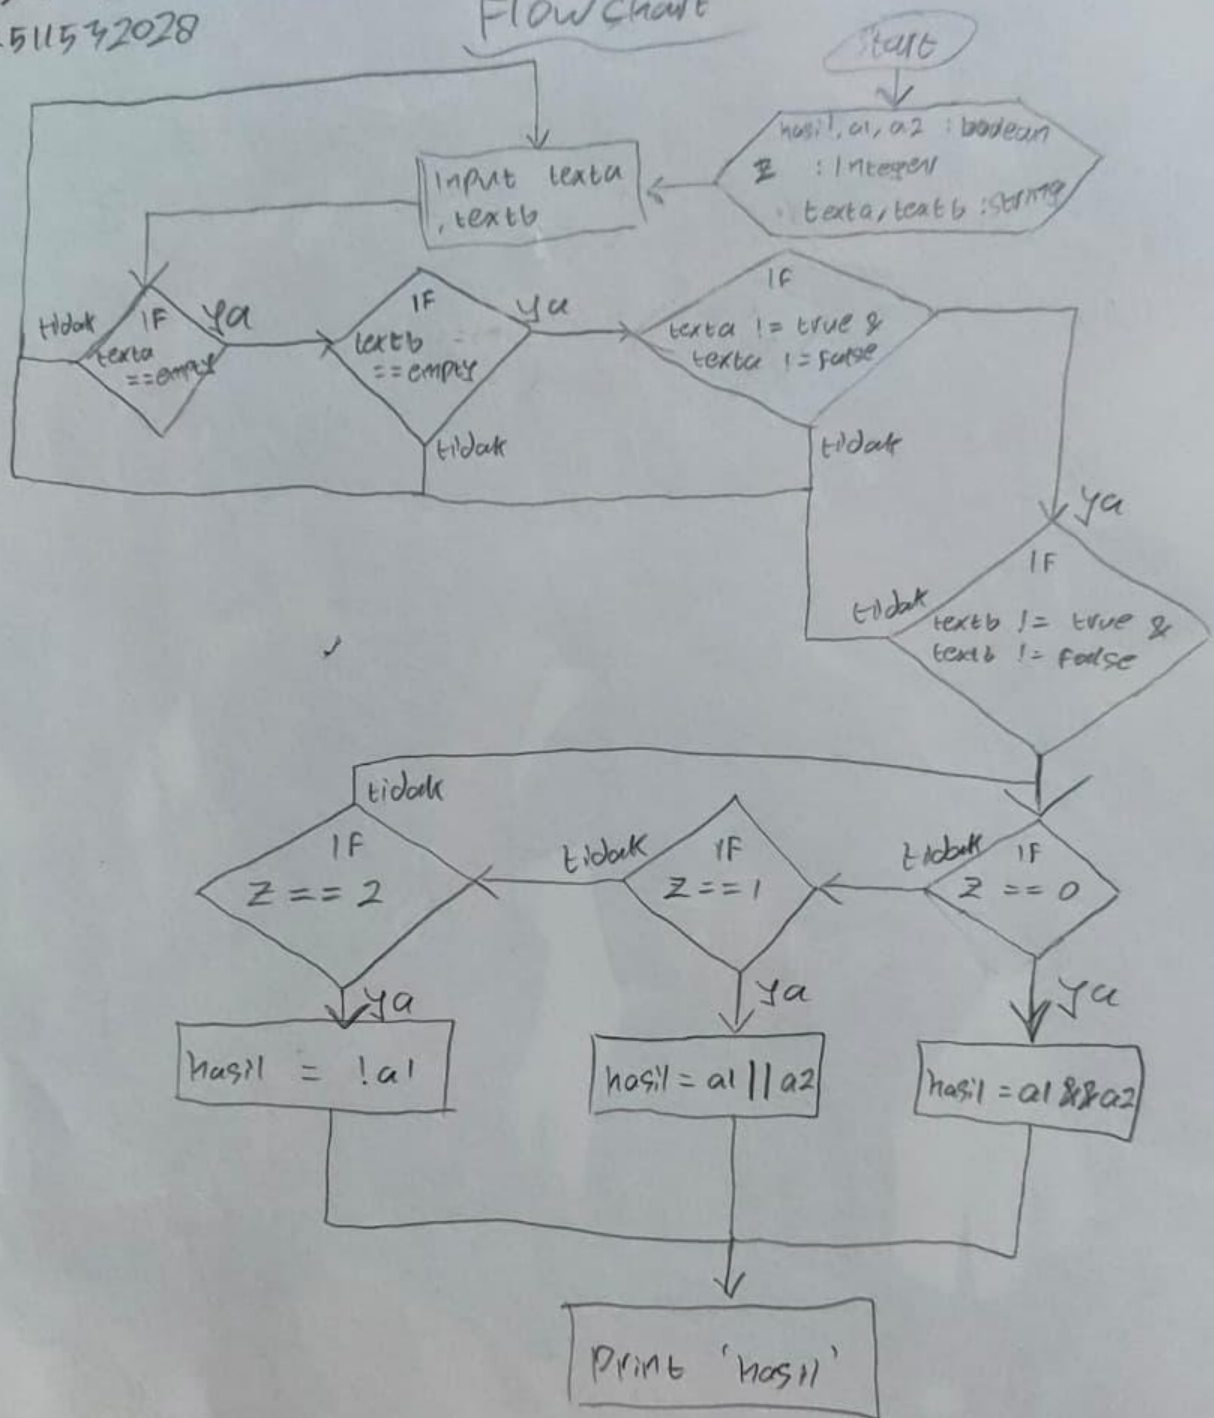 511532028
Flowchart
Start
hasil, a1, a2 : boolean
z : Integer
texta, textb : string
Input texta
, textb
tidak
IF
texta
==empty
ya
IF
textb
==empty
ya
tidak
IF
texta != true &
texta != false
tidak
ya
IF
textb != true &
textb != false
tidak
tidak
IF
z == 2
tidak
IF
z == 1
tidak
IF
z == 0
ya
ya
ya
hasil = !a1
hasil = a1 || a2
hasil = a1 && a2
Print 'hasil'